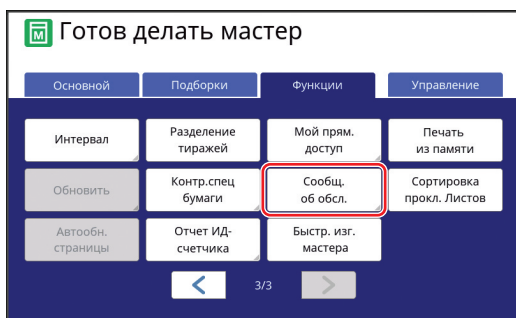 M Готов делать мастер
Основной Подборки Функции Управление
Интервал
Разделение
тиражей
Мой прям.
доступ
Печать
из памяти
Обновить
Контр.спец
бумаги
Сообщ.
об обсл.
Сортировка
прокл. Листов
Автообн.
страницы
Отчет ИД-
счетчика
Быстр. изг.
мастера
3/3